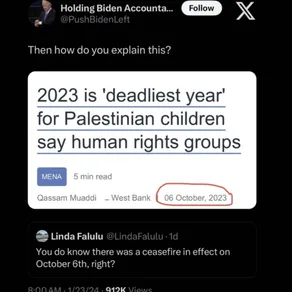 Holding Biden Accounta...
Follow
X
@PushBidenLeft
Then how do you explain this?
2023 is 'deadliest year'
for Palestinian children
say human rights groups
MENA
5 min read
Qassam Muaddi
West Bank
06 October, 2023
Linda Falulu @LindaFalulu · 1d
You do know there was a ceasefire in effect on
October 6th, right?
8:00 AM · 1/23/24 · 912K Views